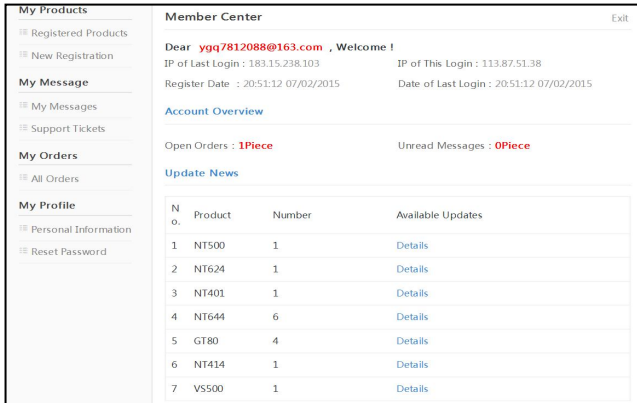 My Products
Registered Products
New Registration
My Message
My Messages
Support Tickets
My Orders
All Orders
My Profile
Personal Information
Reset Password
Member Center
Exit
Dear ygq7812088@163.com , Welcome !
IP of Last Login : 183.15.238.103 IP of This Login : 113.87.51.38
Register Date : 20:51:12 07/02/2015 Date of Last Login : 20:51:12 07/02/2015
Account Overview
Open Orders : 1Piece Unread Messages : 0Piece
Update News
No. Product Number Available Updates
1 NT500 1 Details
2 NT624 1 Details
3 NT401 1 Details
4 NT644 6 Details
5 GT80 4 Details
6 NT414 1 Details
7 VS500 1 Details